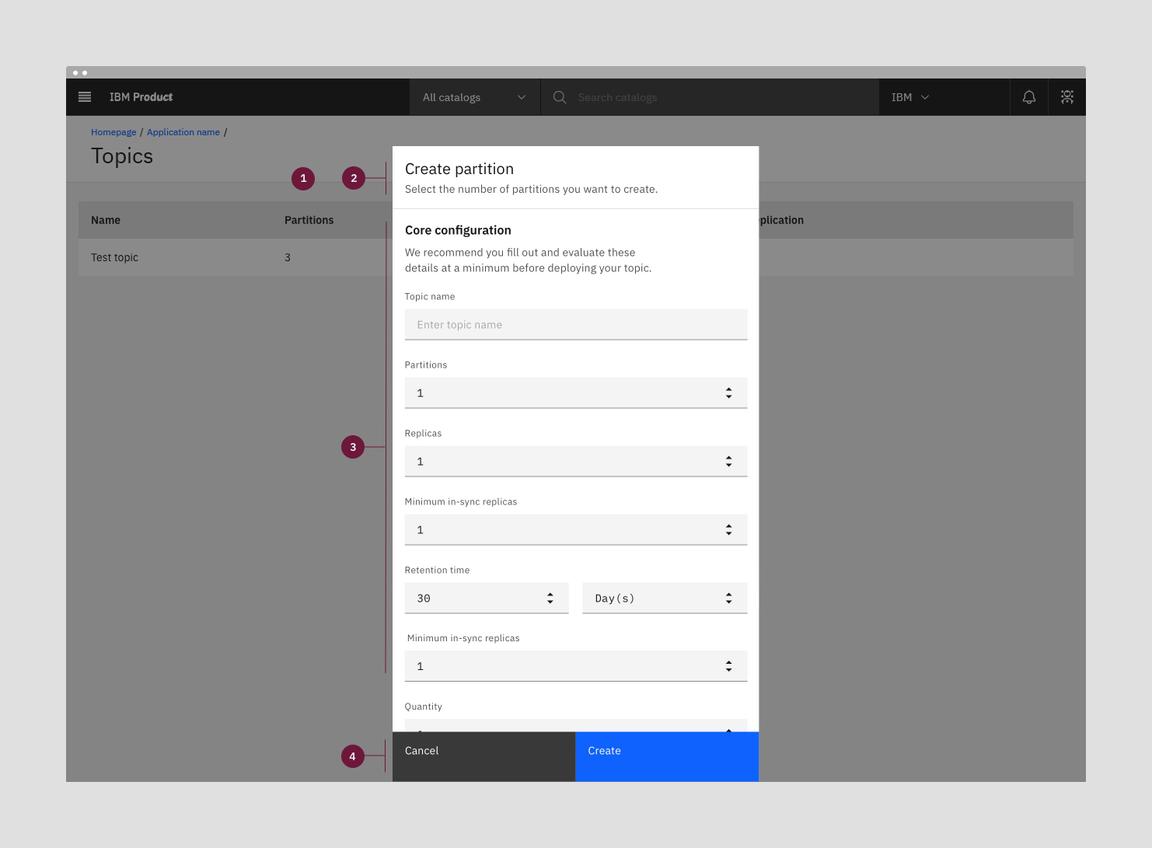 IBM Product
All catalogs
Search catalogs
IBM
Homepage / Application name /
Topics
1
2
Create partition
Select the number of partitions you want to create.
Name
Partitions
plication
Test topic
3
Core configuration
We recommend you fill out and evaluate these
details at a minimum before deploying your topic.
Topic name
Enter topic name
Partitions
1
3
Replicas
1
Minimum in-sync replicas
1
Retention time
30
Day(s)
Minimum in-sync replicas
1
Quantity
4
Cancel
Create